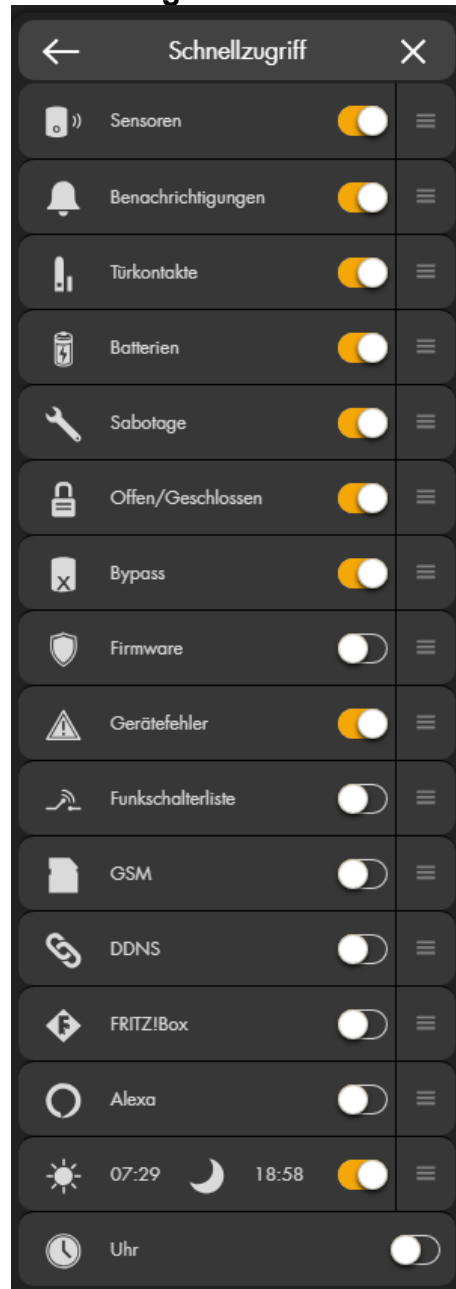 Schnellzugriff
Sensoren
Benachrichtigungen
Türkontakte
Batterien
Sabotage
Offen/Geschlossen
Bypass
Firmware
Gerätefehler
Funkschalterliste
GSM
DDNS
FRITZ!Box
Alexa
07:29 18:58
Uhr